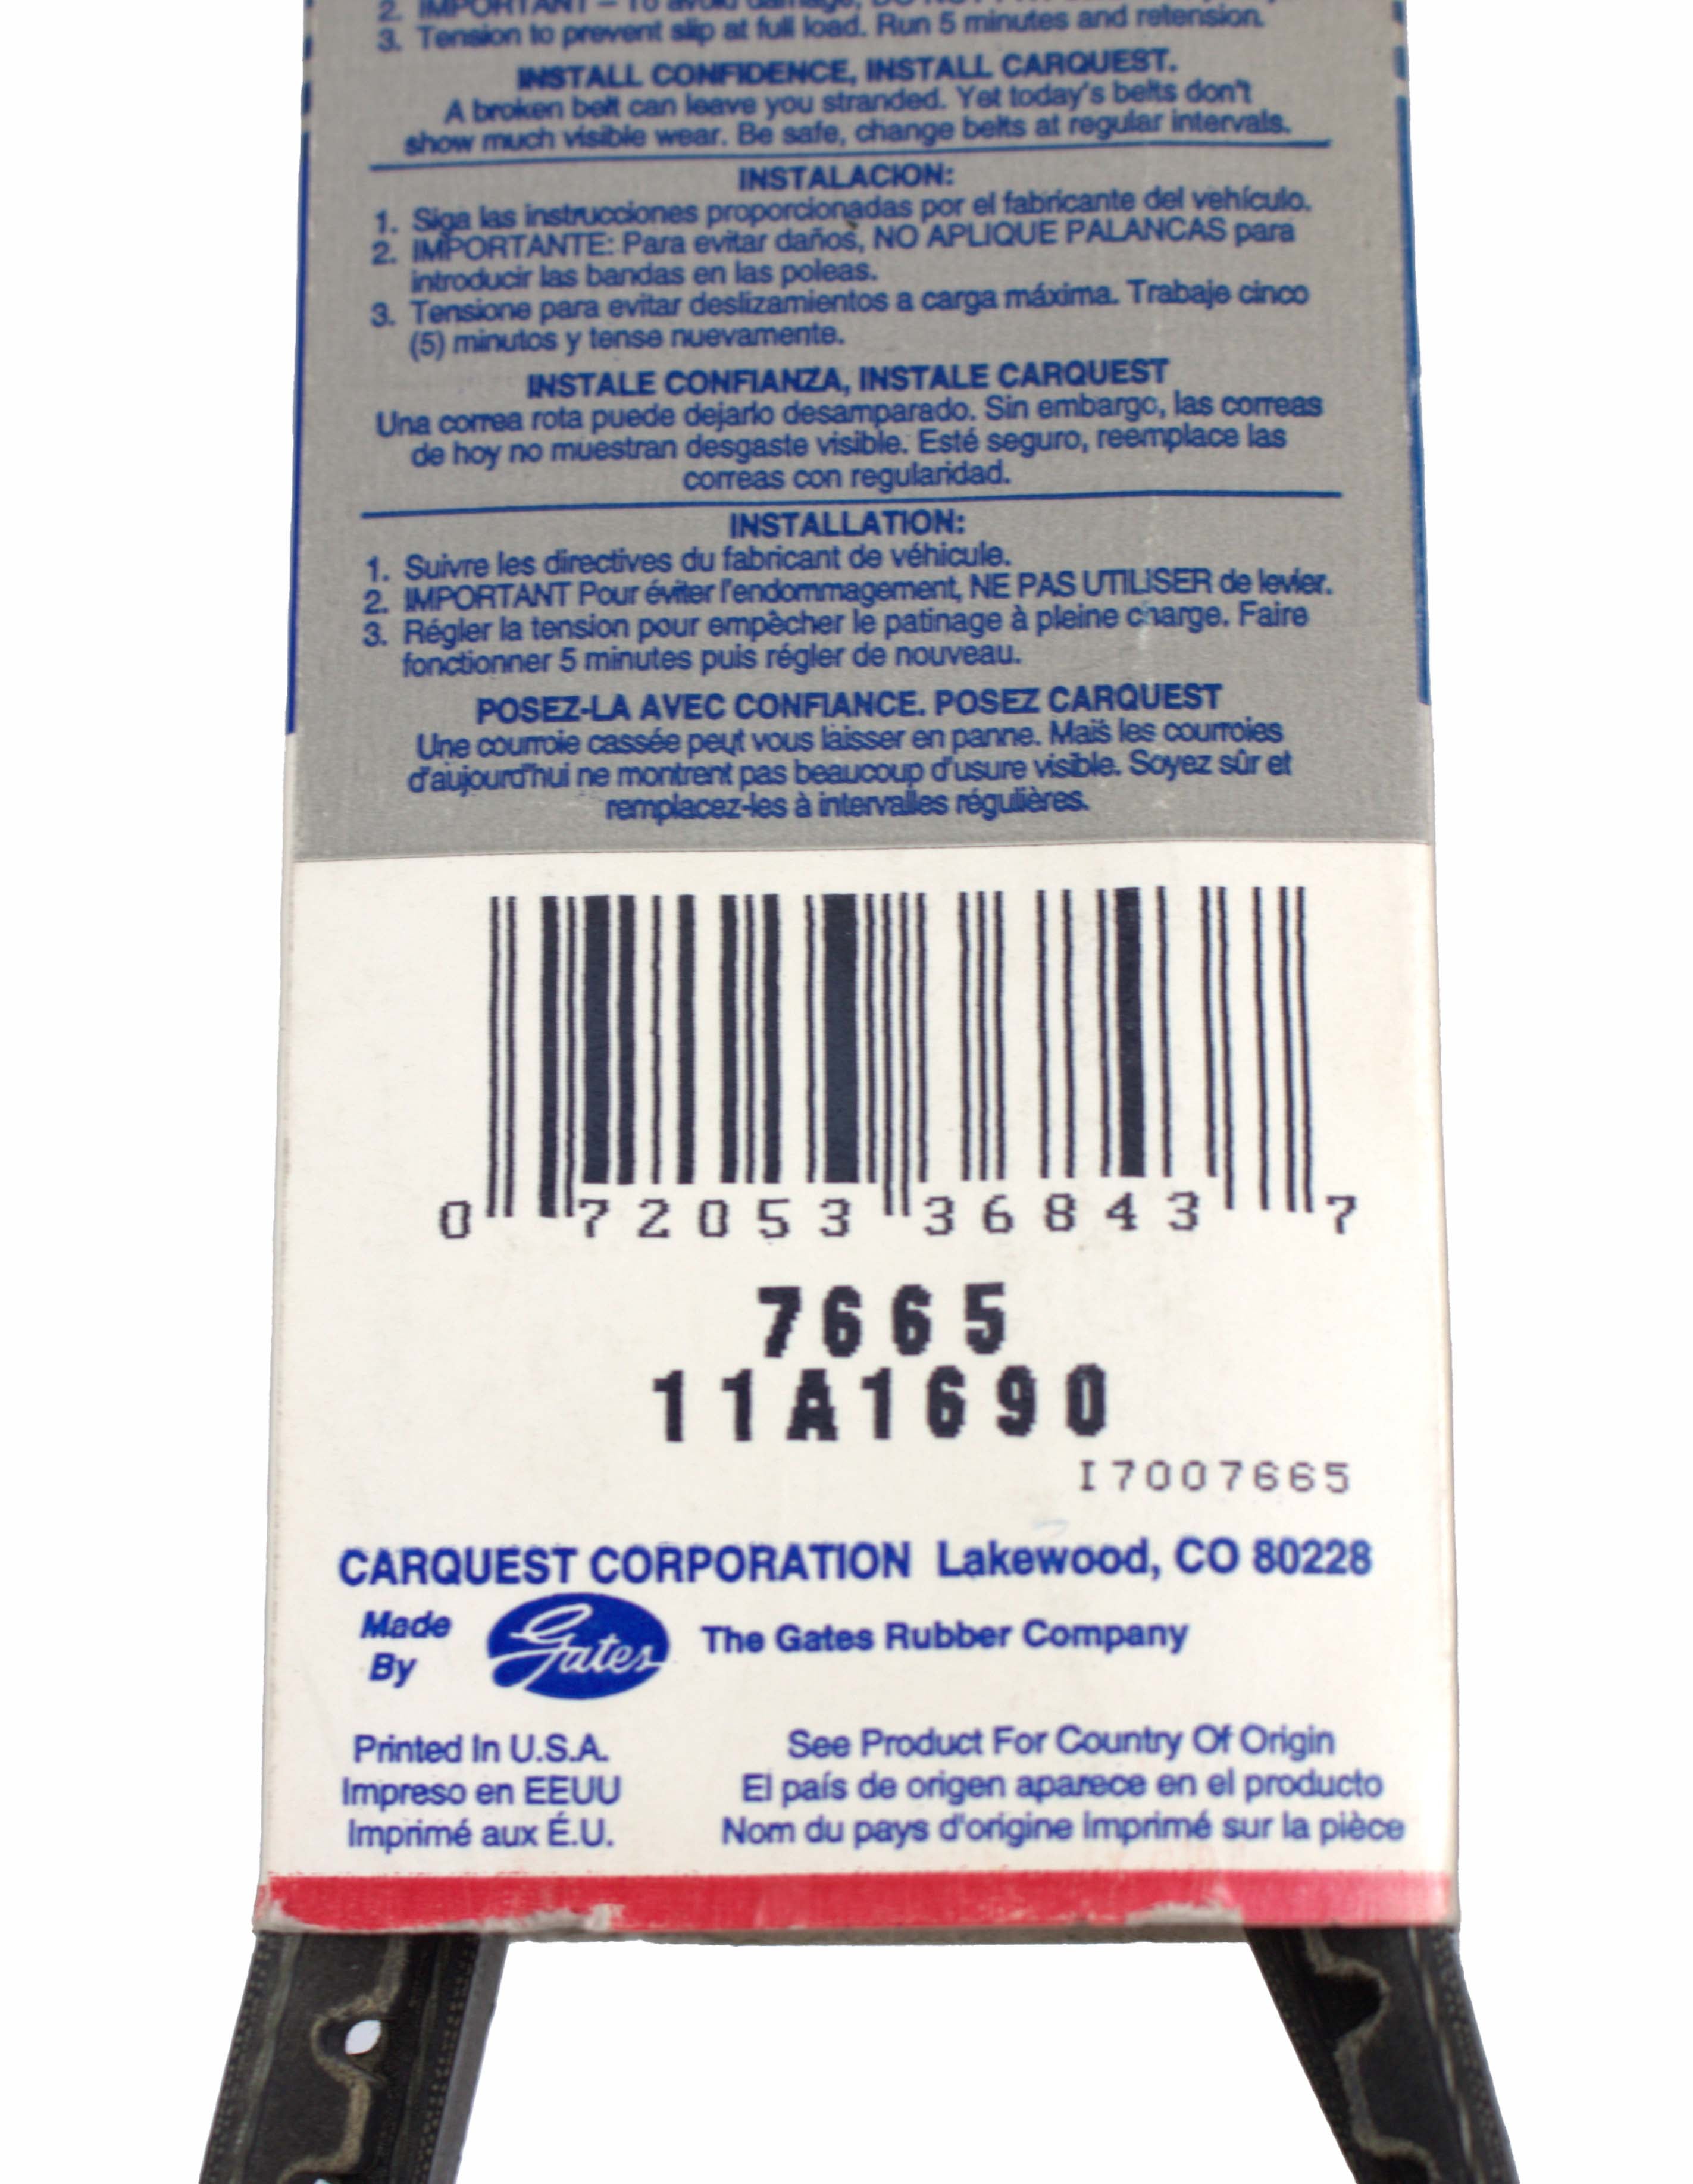 2. IMPORTANT – To avoid damage, DO NOT
3. Tension to prevent slip at full load. Run 5 minutes and retension.
INSTALL CONFIDENCE, INSTALL CARQUEST.
A broken belt can leave you stranded. Yet today's belts don't
show much visible wear. Be safe, change belts at regular intervals.
INSTALACION:
1. Siga las instrucciones proporcionadas por el fabricante del vehículo.
2. IMPORTANTE: Para evitar daños, NO APLIQUE PALANCAS para
introducir las bandas en las poleas.
3. Tensione para evitar deslizamientos a carga máxima. Trabaje cinco
(5) minutos y tense nuevamente.
INSTALE CONFIANZA, INSTALE CARQUEST
Una correa rota puede dejarlo desamparado. Sin embargo, las correas
de hoy no muestran desgaste visible. Esté seguro, reemplace las
correas con regularidad.
INSTALLATION:
1. Suivre les directives du fabricant de véhicule.
2. IMPORTANT Pour éviter l'endommagement, NE PAS UTILISER de levier.
3. Régler la tension pour empêcher le patinage à pleine charge. Faire
fonctionner 5 minutes puis régler de nouveau.
POSEZ-LA AVEC CONFIANCE. POSEZ CARQUEST
Une courroie cassée peut vous laisser en panne. Mais les courroies
d'aujourd'hui ne montrent pas beaucoup d'usure visible. Soyez sûr et
remplacez-les à intervalles régulières.
0 72053 36843 7
7665
11A1690
I7007665
CARQUEST CORPORATION Lakewood, CO 80228
Made By Gates The Gates Rubber Company
Printed In U.S.A.
Impreso en EEUU
Imprimé aux É.U.
See Product For Country Of Origin
El país de origen aparece en el producto
Nom du pays d'origine imprimé sur la pièce